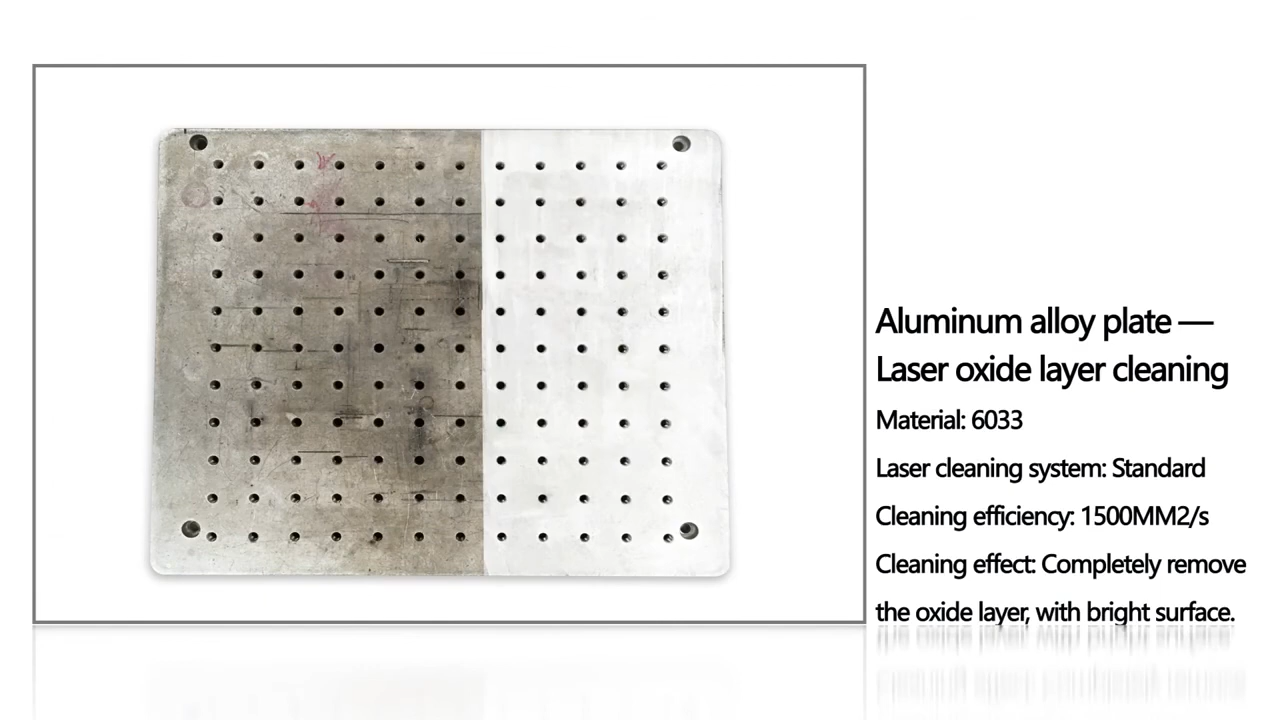 Aluminum alloy plate —
Laser oxide layer cleaning
Material: 6033
Laser cleaning system: Standard
Cleaning efficiency: 1500MM2/s
Cleaning effect: Completely remove
the oxide layer, with bright surface.